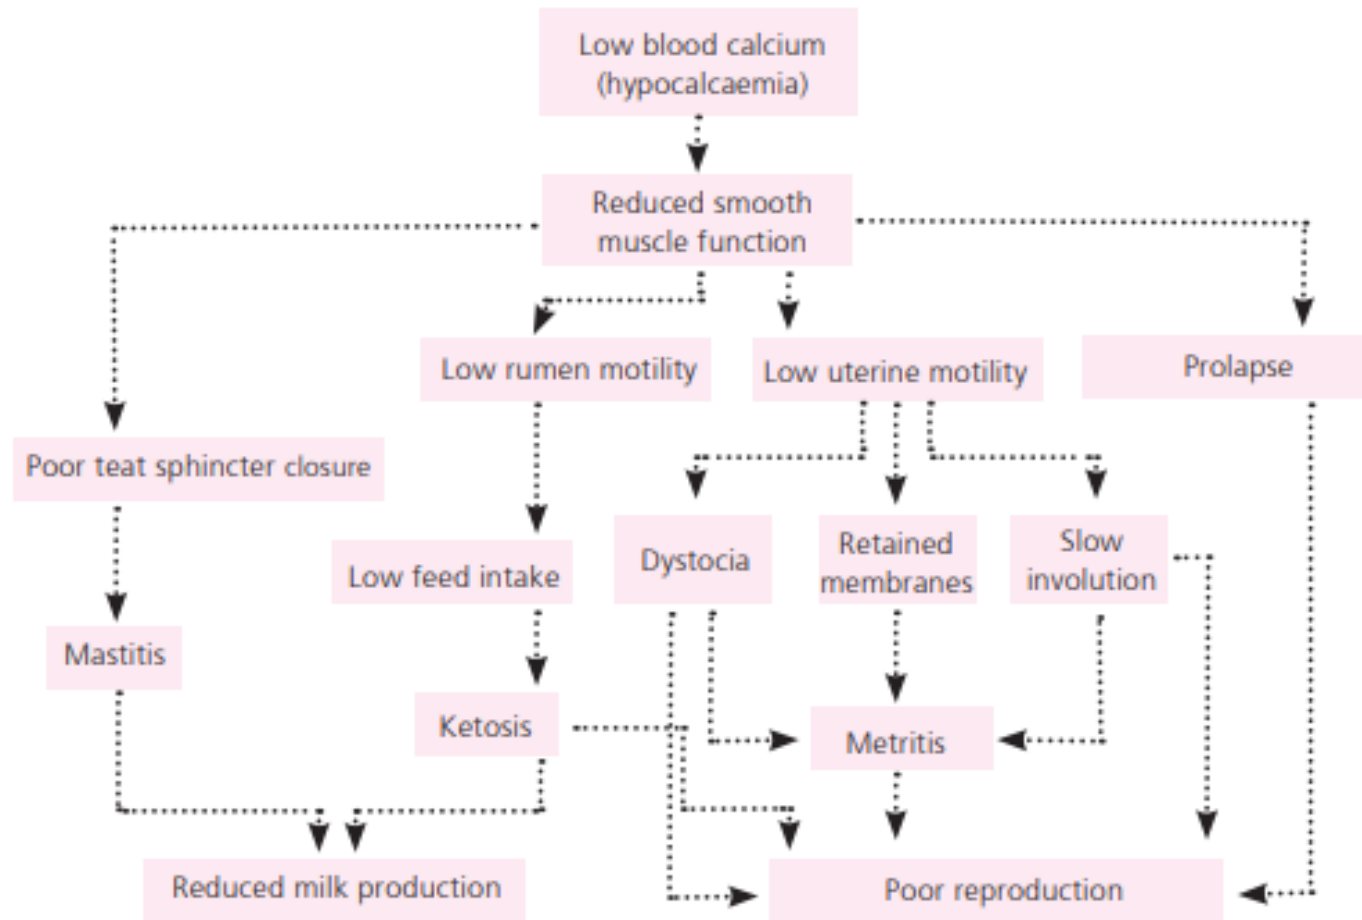 Low blood calcium
(hypocalcaemia)
Reduced smooth
muscle function
Low rumen motility
Low uterine motility
Prolapse
Poor teat sphincter closure
Low feed intake
Dystocia
Retained
membranes
Slow
involution
Mastitis
Ketosis
Metritis
Reduced milk production
Poor reproduction